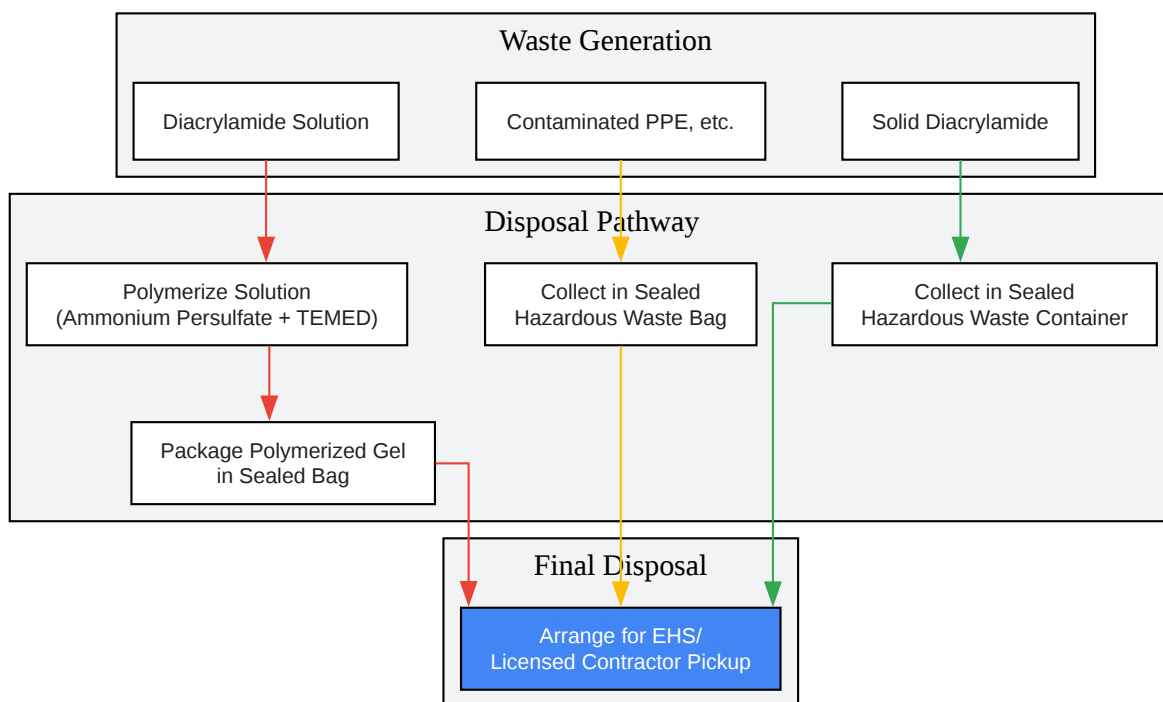 Waste Generation
Diacrylamide Solution
Contaminated PPE, etc.
Solid Diacrylamide
Disposal Pathway
Polymerize Solution
(Ammonium Persulfate + TEMED)
Collect in Sealed
Hazardous Waste Bag
Collect in Sealed
Hazardous Waste Container
Package Polymerized Gel
in Sealed Bag
Final Disposal
Arrange for EHS/
Licensed Contractor Pickup